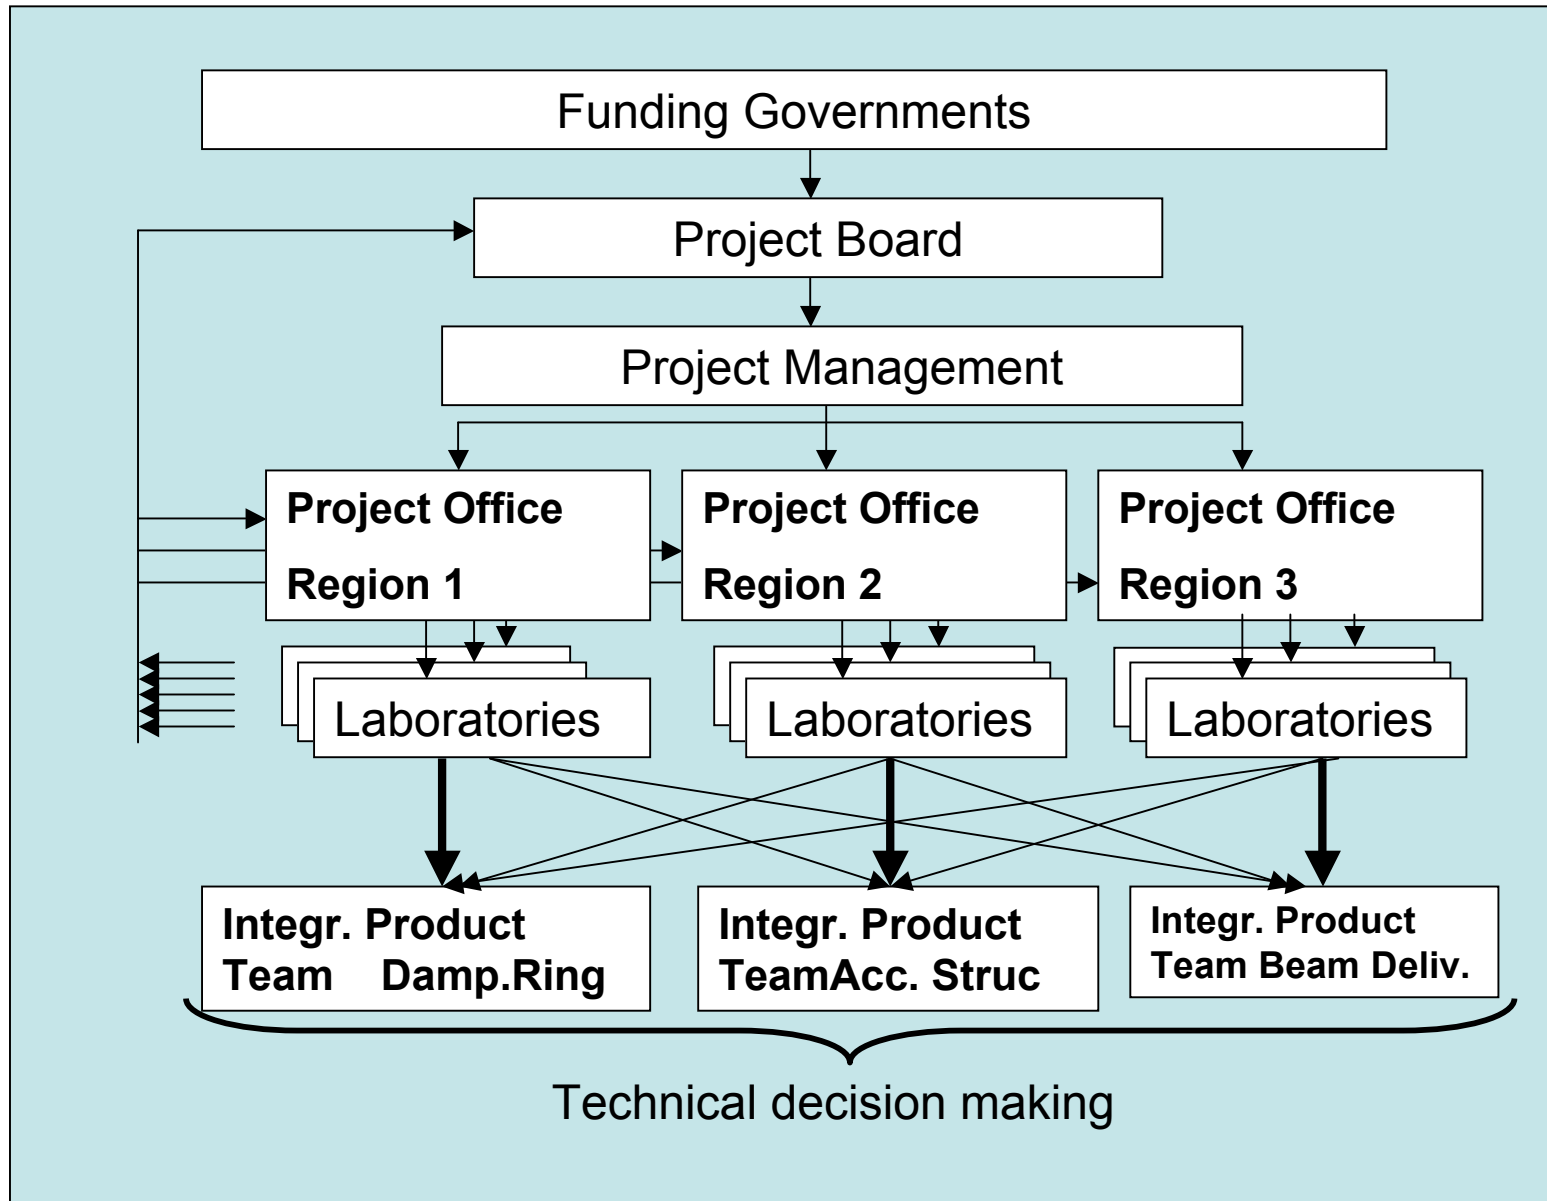 Funding Governments
Project Board
Project Management
Project Office
Region 1
Project Office
Region 2
Project Office
Region 3
Laboratories
Laboratories
Laboratories
Integr. Product
Team Damp.Ring
Integr. Product
TeamAcc. Struc
Integr. Product
Team Beam Deliv.
Technical decision making